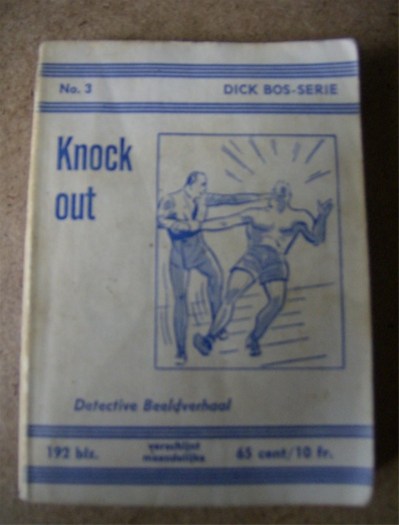 No. 3 DICK BOS-SERIE
Knock
out
Detective Beeldverhaal
192 blz. verschijnt 65 cent/10 fr.
maandelijks